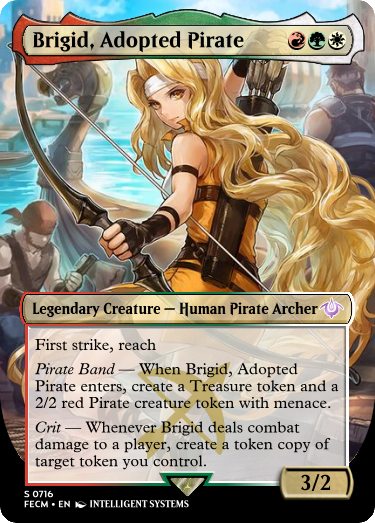 Brigid, Adopted Pirate
Legendary Creature — Human Pirate Archer
First strike, reach
Pirate Band — When Brigid, Adopted
Pirate enters, create a Treasure token and a
2/2 red Pirate creature token with menace.
Crit — Whenever Brigid deals combat
damage to a player, create a token copy of
target token you control.
3/2
S 0716
FECM • EN INTELLIGENT SYSTEMS